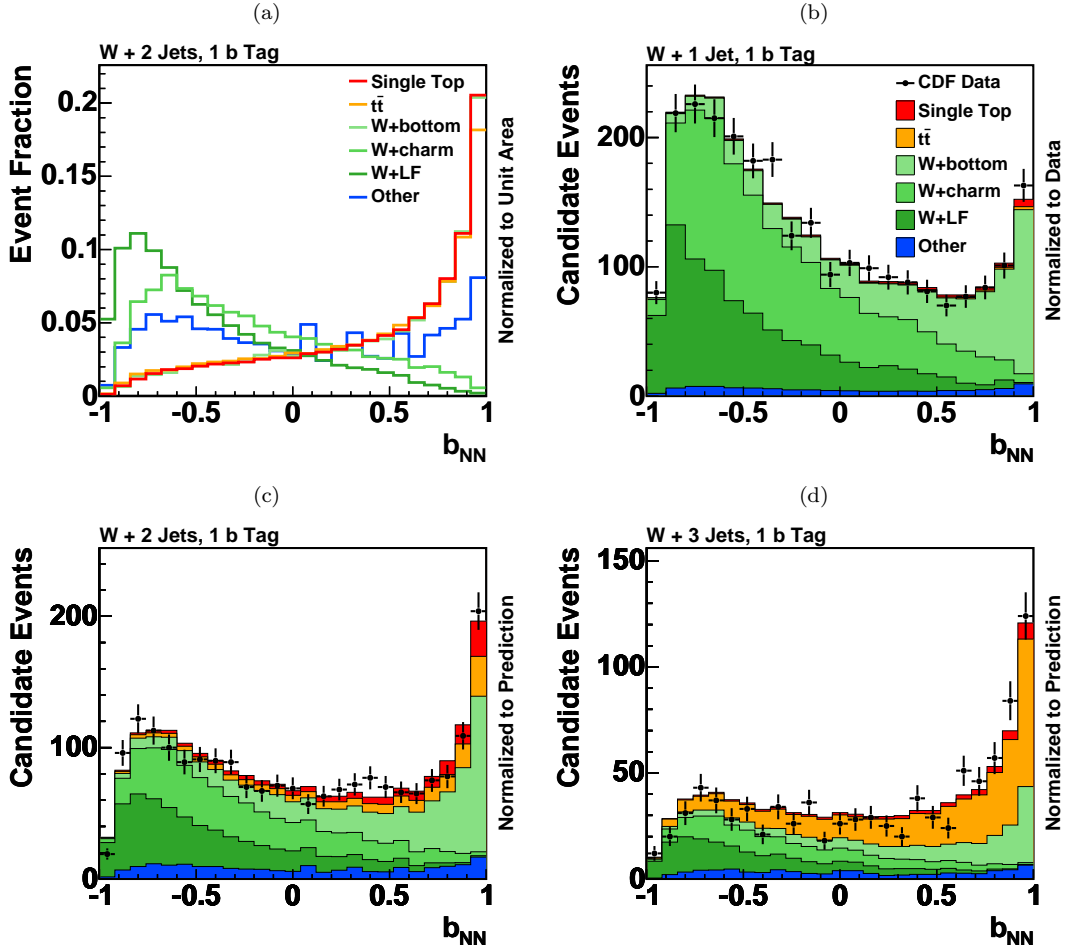 (a)
W + 2 Jets, 1 b Tag
Event Fraction
0.2
0.15
0.1
0.05
0
-1 -0.5 0 0.5 1
b_NN
Normalized to Unit Area
Single Top
tt̄
W+bottom
W+charm
W+LF
Other
(b)
W + 1 Jet, 1 b Tag
Candidate Events
200
100
0
-1 -0.5 0 0.5 1
b_NN
Normalized to Data
CDF Data
Single Top
tt̄
W+bottom
W+charm
W+LF
Other
(c)
W + 2 Jets, 1 b Tag
Candidate Events
200
100
0
-1 -0.5 0 0.5 1
b_NN
Normalized to Prediction
(d)
W + 3 Jets, 1 b Tag
Candidate Events
150
100
50
0
-1 -0.5 0 0.5 1
b_NN
Normalized to Prediction